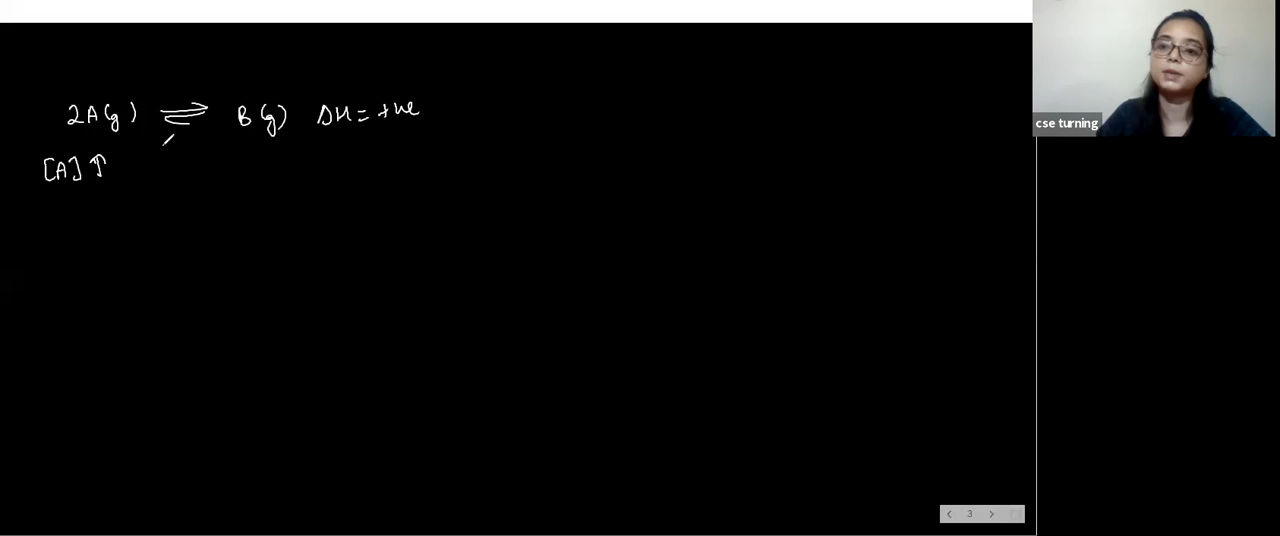 2A(g) ⇌ B(g) ΔH = +ve
[A] ↑
cse turning
3